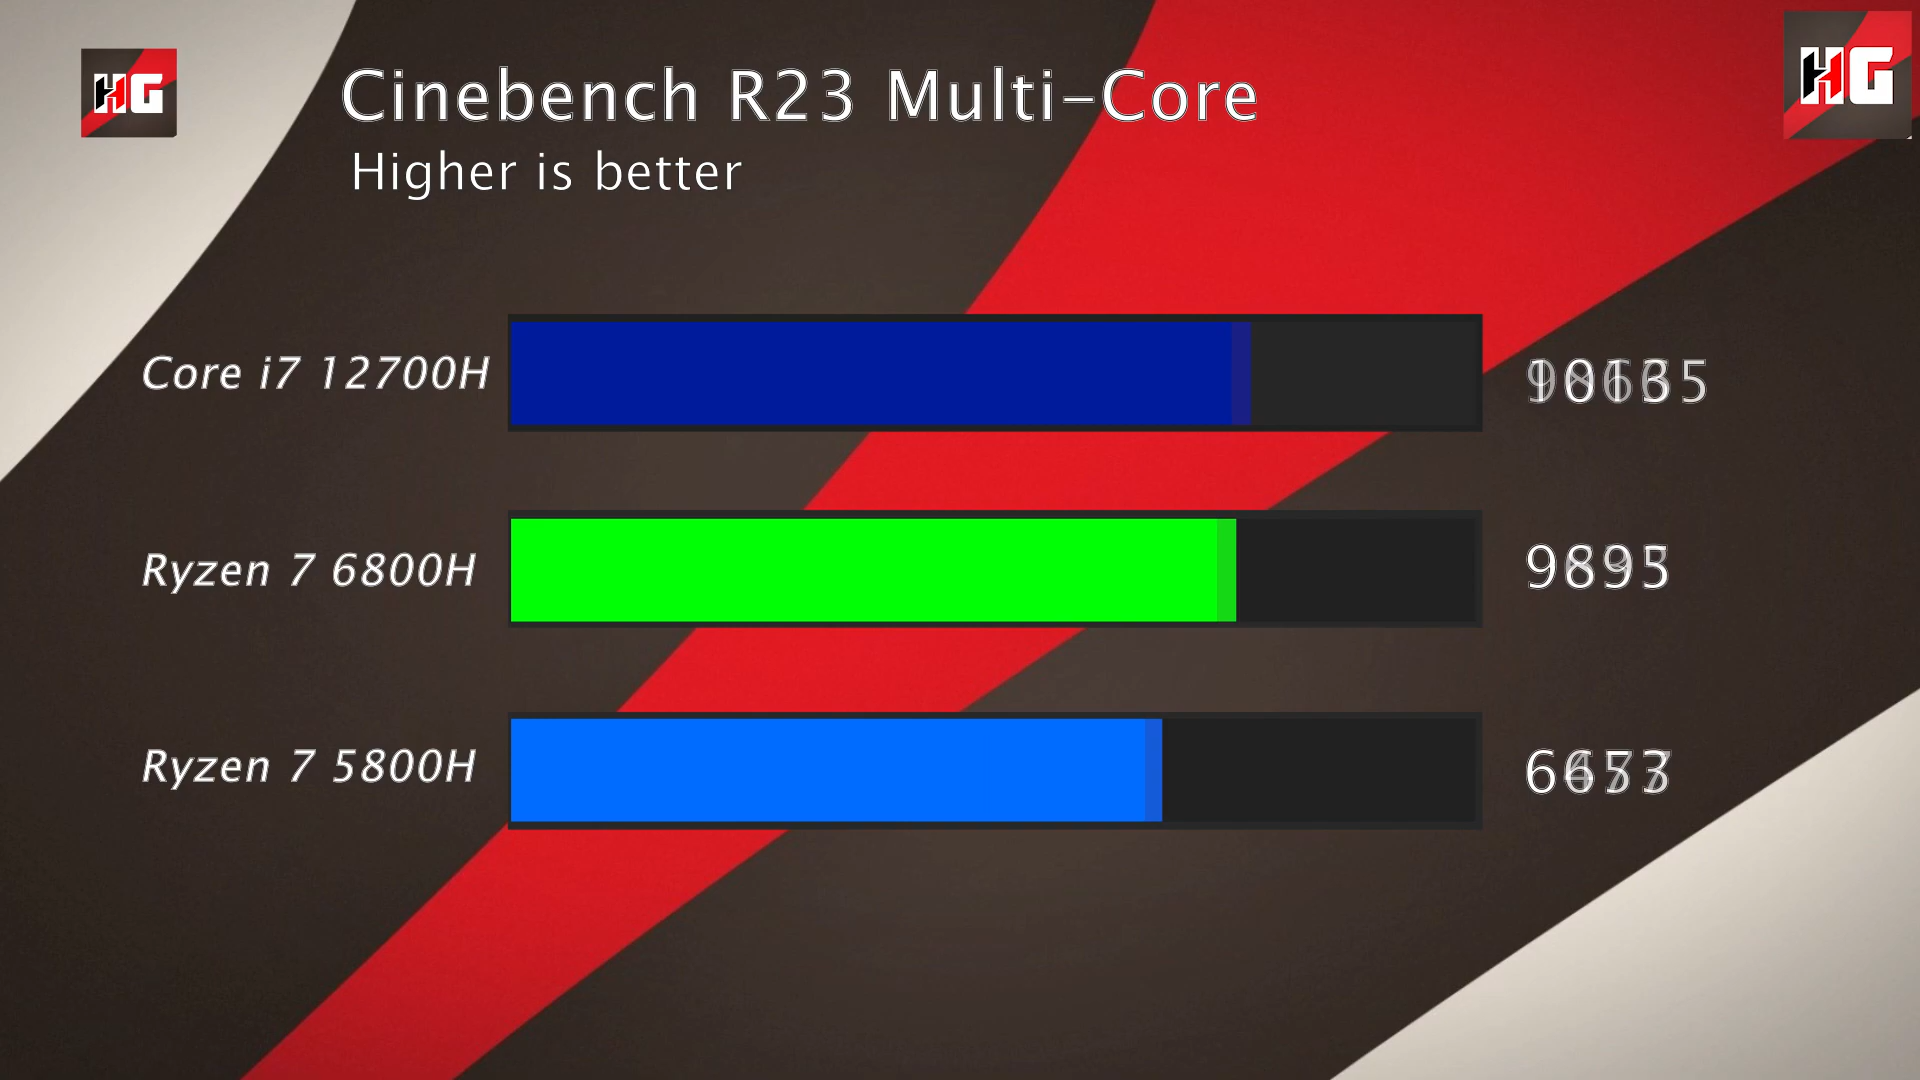 HG
HG
Cinebench R23 Multi-Core
Higher is better
Core i7 12700H
Ryzen 7 6800H
Ryzen 7 5800H